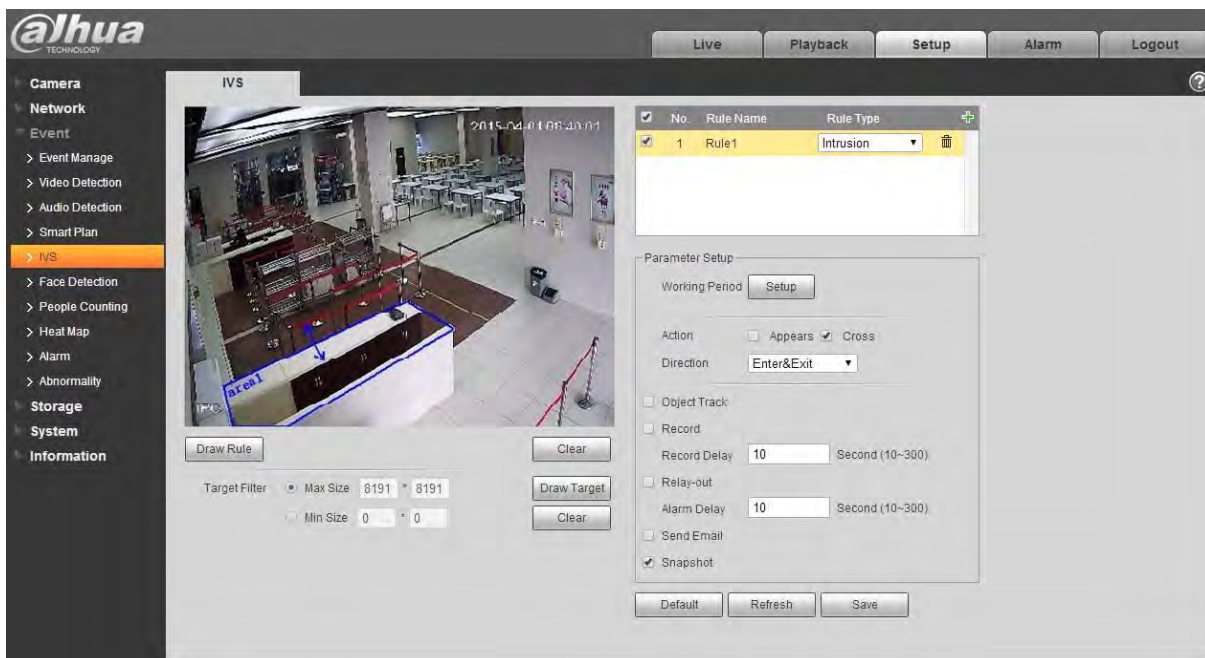 alhua
TECHNOLOGY
Live
Playback
Setup
Alarm
Logout
Camera
Network
Event
Event Manage
Video Detection
Audio Detection
Smart Plan
IVS
Face Detection
People Counting
Heat Map
Alarm
Abnormality
Storage
System
Information
IVS
2015-04-01 08:40:01
area1
IPC
Draw Rule
Clear
Target Filter
Max Size 8191 * 8191
Draw Target
Min Size 0 * 0
Clear
No. Rule Name Rule Type
1 Rule1 Intrusion
Parameter Setup
Working Period Setup
Action Appears Cross
Direction Enter&Exit
Object Track
Record
Record Delay 10 Second (10~300)
Relay-out
Alarm Delay 10 Second (10~300)
Send Email
Snapshot
Default Refresh Save